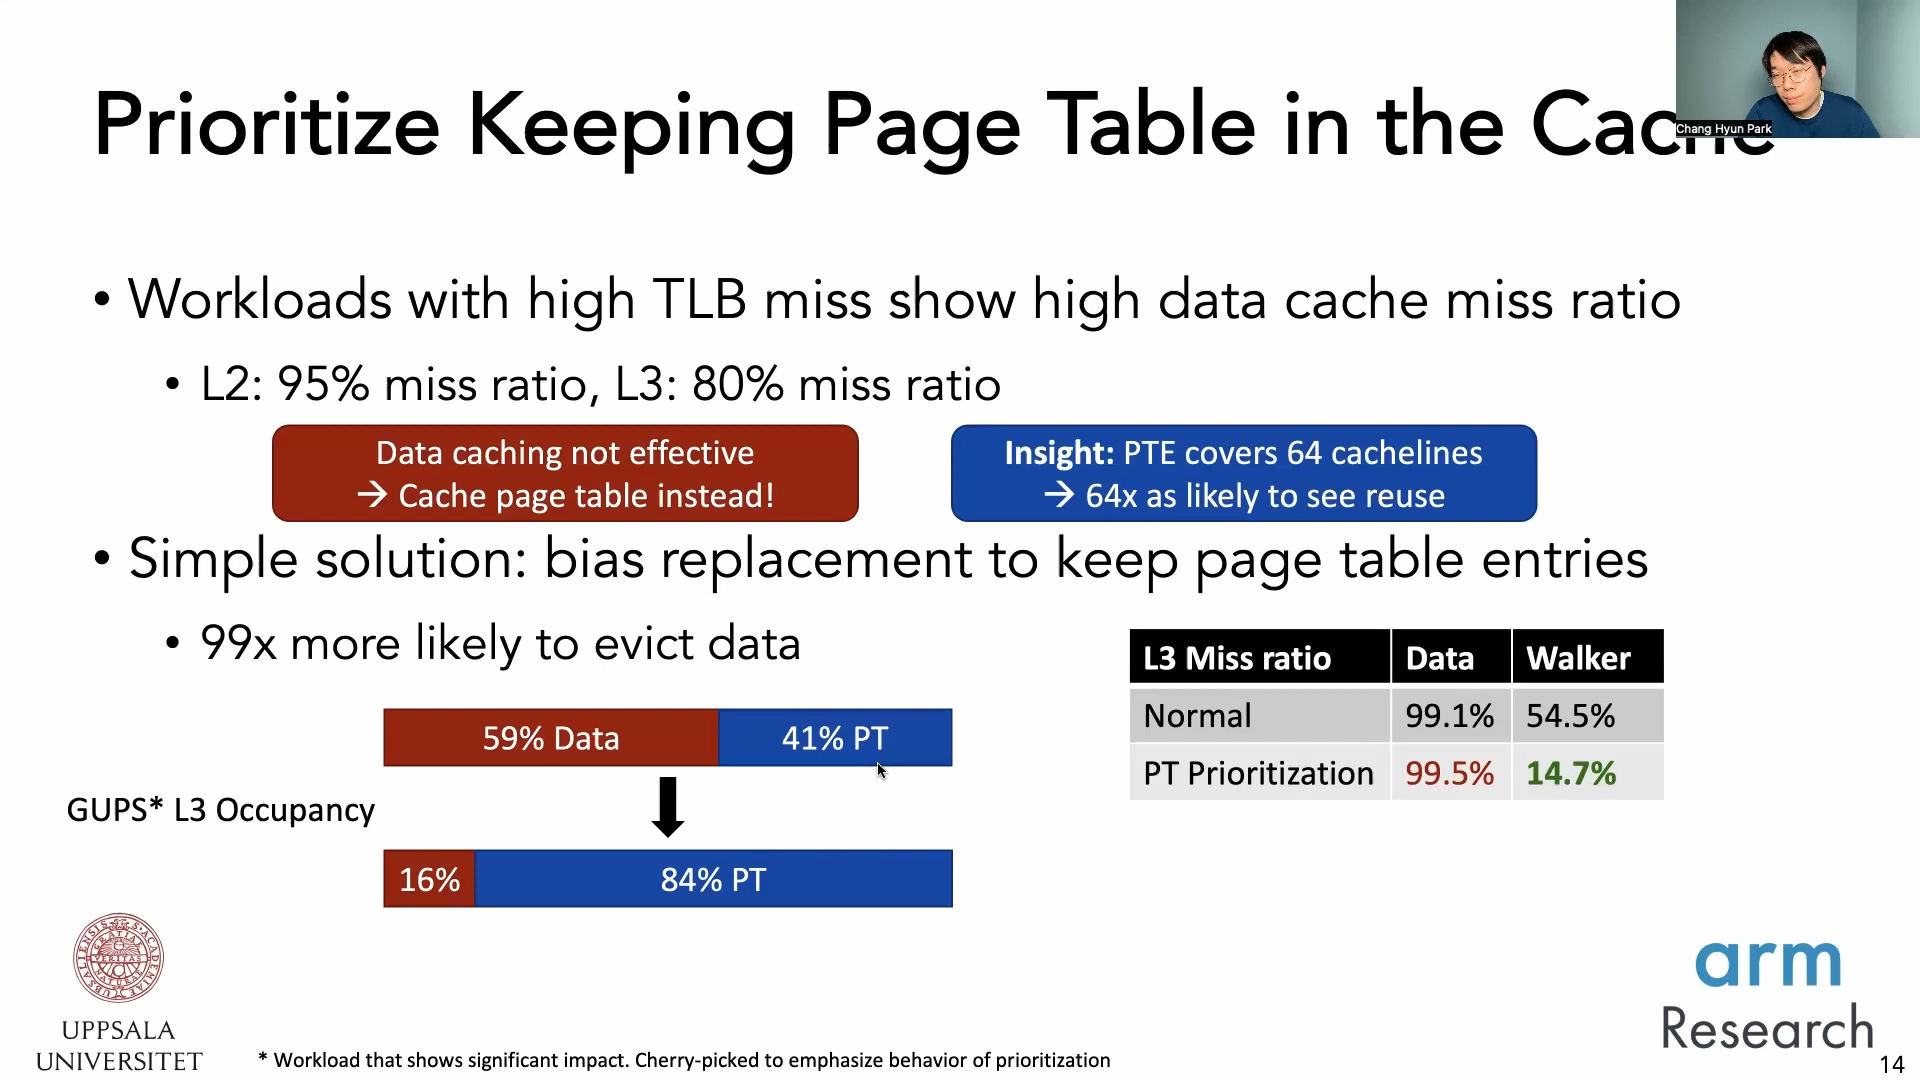 Prioritize Keeping Page Table in the Cache
Chang Hyun Park
• Workloads with high TLB miss show high data cache miss ratio
• L2: 95% miss ratio, L3: 80% miss ratio
Data caching not effective
→ Cache page table instead!
Insight: PTE covers 64 cachelines
→ 64x as likely to see reuse
• Simple solution: bias replacement to keep page table entries
• 99x more likely to evict data
L3 Miss ratio Data Walker
Normal 99.1% 54.5%
PT Prioritization 99.5% 14.7%
59% Data 41% PT
GUPS* L3 Occupancy
16% 84% PT
UPPSALA
UNIVERSITET
* Workload that shows significant impact. Cherry-picked to emphasize behavior of prioritization
arm
Research
14